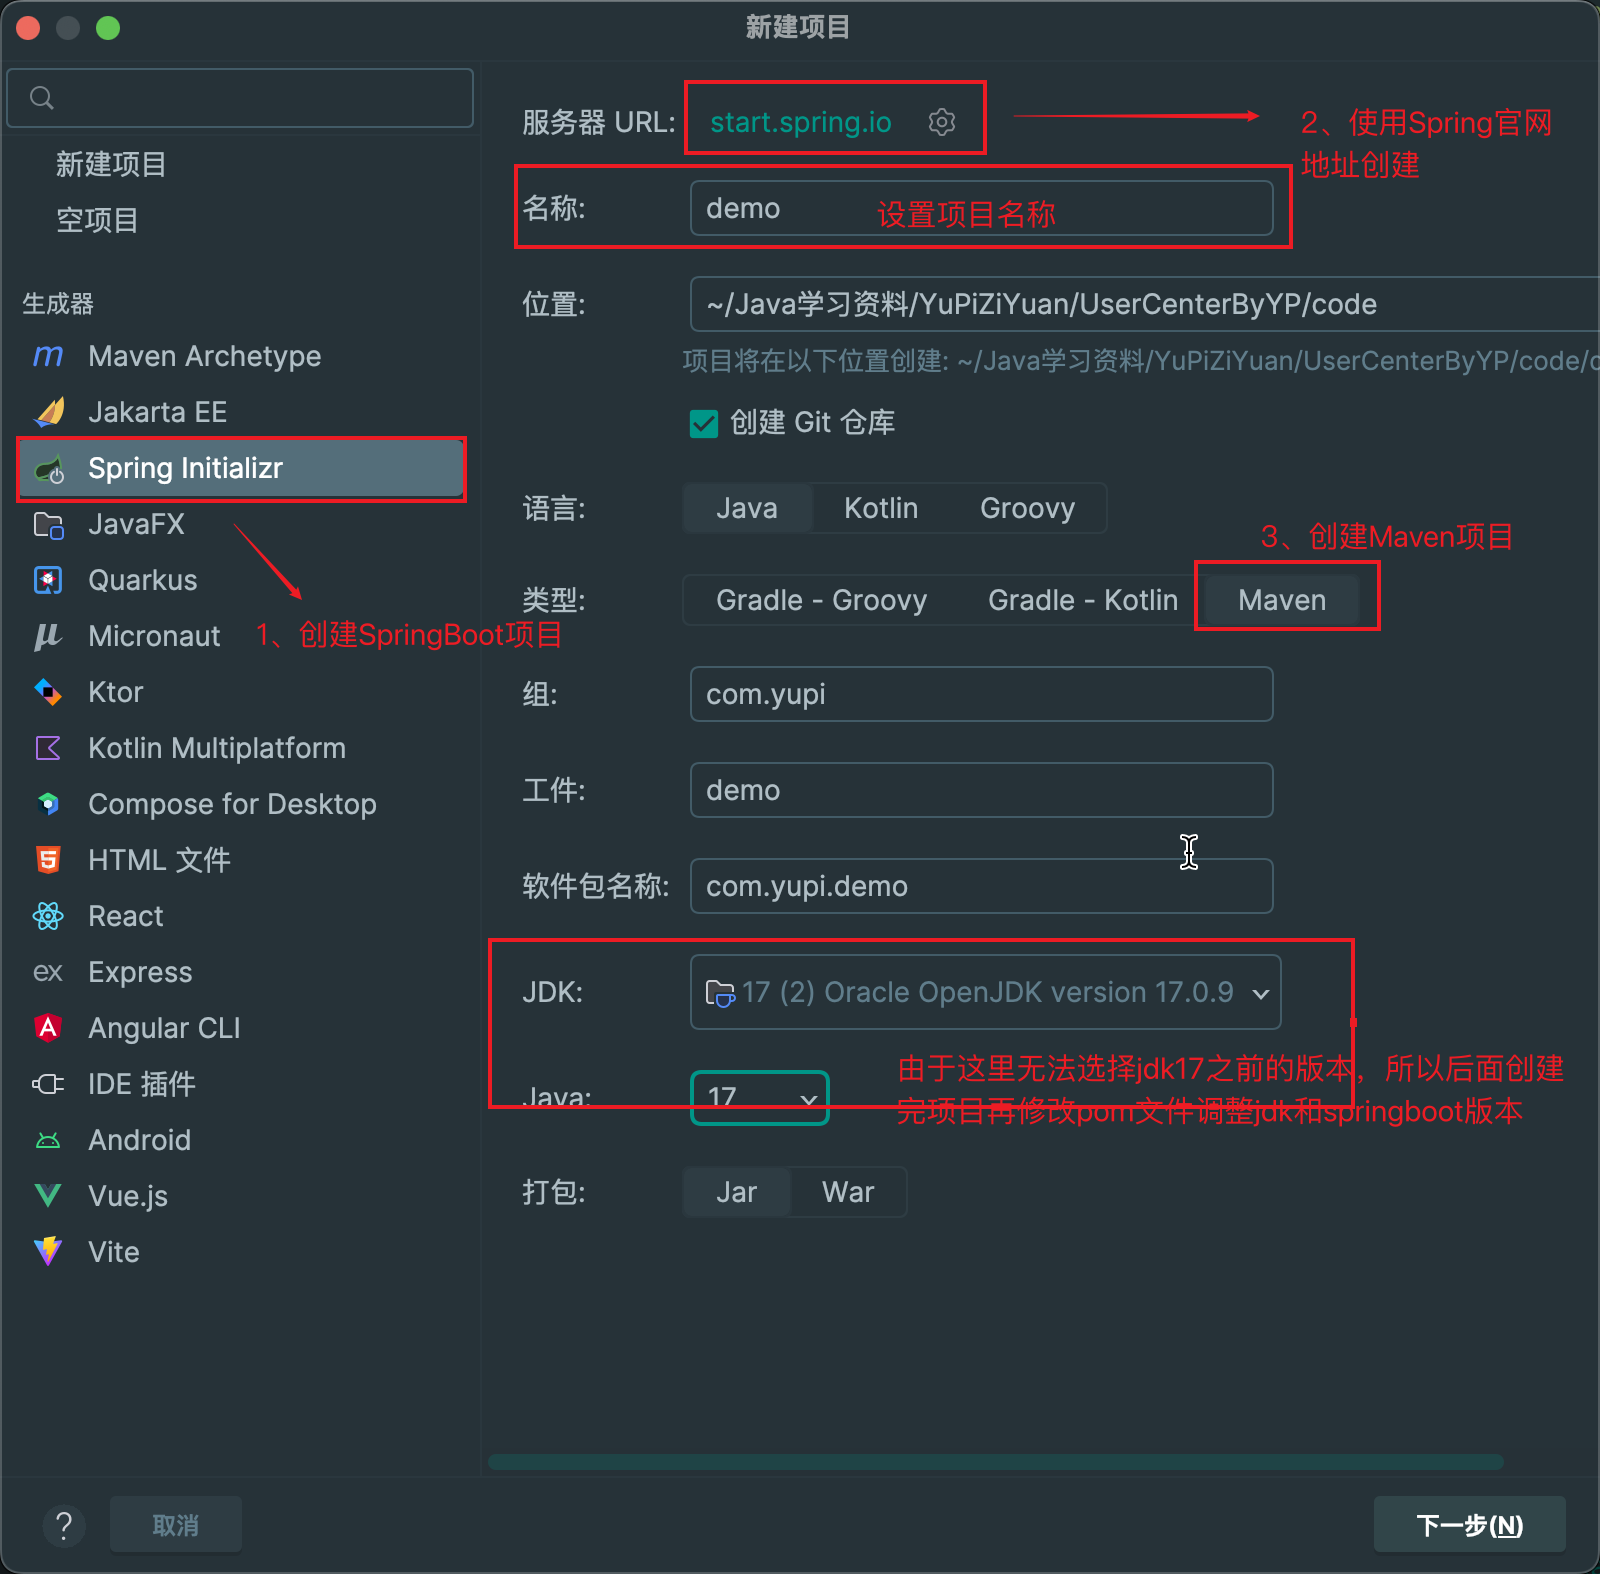 新建项目
新建项目
空项目
生成器
Maven Archetype
Jakarta EE
Spring Initializr
JavaFX
Quarkus
Micronaut
Ktor
Kotlin Multiplatform
Compose for Desktop
HTML 文件
React
ex Express
Angular CLI
IDE 插件
Android
Vue.js
Vite
1、创建SpringBoot项目
服务器 URL: start.spring.io
2、使用Spring官网
地址创建
名称: demo 设置项目名称
位置: ~/Java学习资料/YuPiZiYuan/UserCenterByYP/code
项目将在以下位置创建: ~/Java学习资料/YuPiZiYuan/UserCenterByYP/code/
创建 Git 仓库
语言: Java Kotlin Groovy
3、创建Maven项目
类型: Gradle - Groovy Gradle - Kotlin Maven
组: com.yupi
工件: demo
软件包名称: com.yupi.demo
JDK: 17 (2) Oracle OpenJDK version 17.0.9
Java: 17
由于这里无法选择jdk17之前的版本，所以后面创建
完项目再修改pom文件调整jdk和springboot版本
打包: Jar War
? 取消 下一步(N)